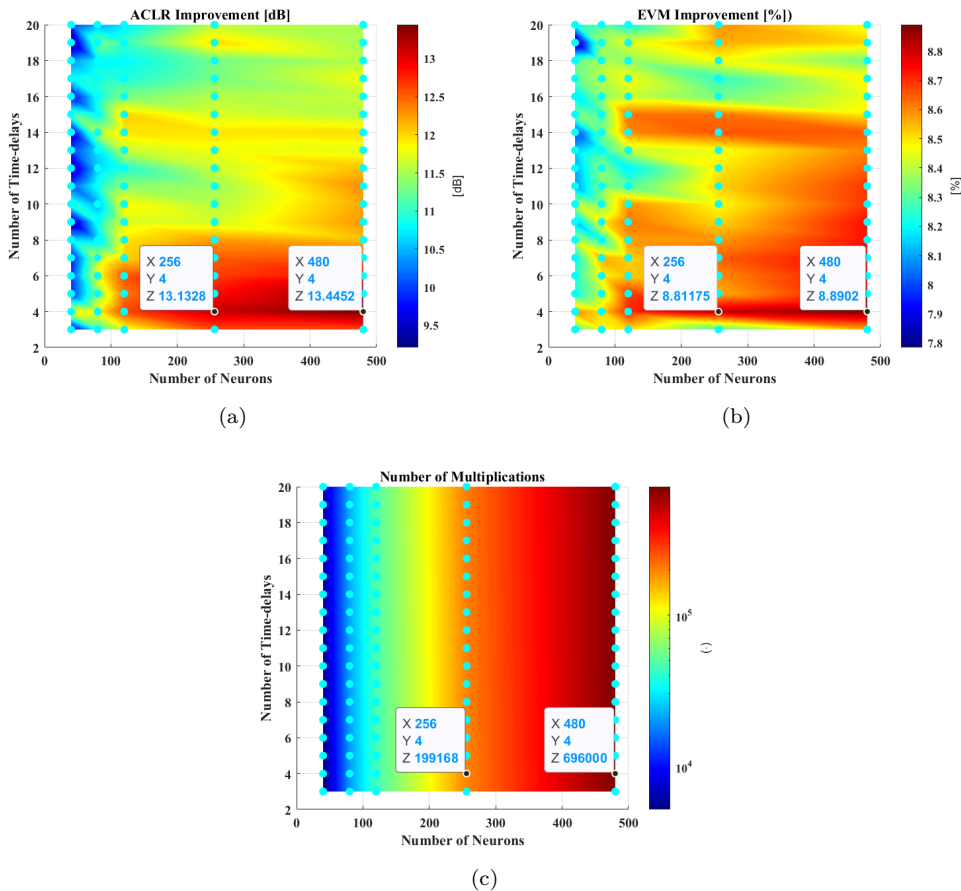 ACLR Improvement [dB]
20
18
16
14
12
10
8
6
4
2
0
100
200
300
400
500
Number of Time-delays
Number of Neurons
X 256
Y 4
Z 13.1328
X 480
Y 4
Z 13.4452
13
12.5
12
11.5
11
10.5
10
9.5
[dB]
(a)
EVM Improvement [%])
20
18
16
14
12
10
8
6
4
2
0
100
200
300
400
500
Number of Time-delays
Number of Neurons
X 256
Y 4
Z 8.81175
X 480
Y 4
Z 8.8902
8.8
8.7
8.6
8.5
8.4
8.3
8.2
8.1
8
7.9
7.8
[%]
(b)
Number of Multiplications
20
18
16
14
12
10
8
6
4
2
0
100
200
300
400
500
Number of Time-delays
Number of Neurons
X 256
Y 4
Z 199168
X 480
Y 4
Z 696000
10⁵
10⁴
(·)
(c)